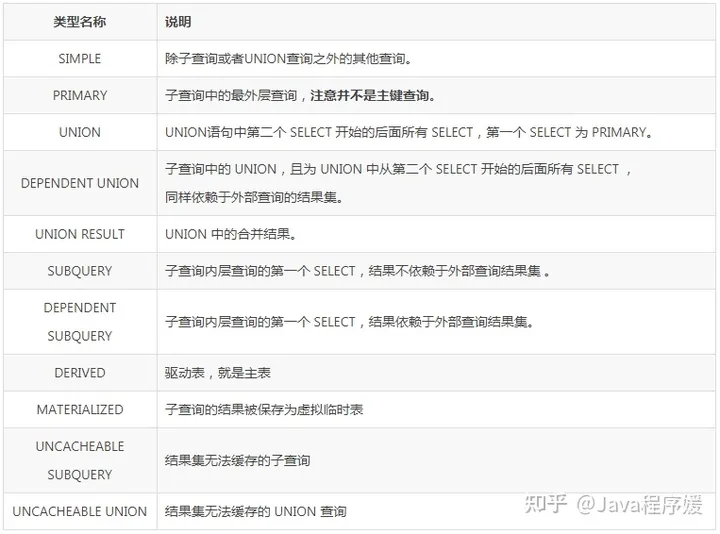 类型名称 说明
SIMPLE 除子查询或者UNION查询之外的其他查询。
PRIMARY 子查询中的最外层查询，注意并不是主键查询。
UNION UNION语句中第二个 SELECT 开始的后面所有 SELECT，第一个 SELECT 为 PRIMARY。
DEPENDENT UNION 子查询中的 UNION，且为 UNION 中从第二个 SELECT 开始的后面所有 SELECT ，
同样依赖于外部查询的结果集。
UNION RESULT UNION 中的合并结果。
SUBQUERY 子查询内层查询的第一个 SELECT，结果不依赖于外部查询结果集 。
DEPENDENT
SUBQUERY 子查询内层查询的第一个 SELECT，结果依赖于外部查询结果集。
DERIVED 驱动表，就是主表
MATERIALIZED 子查询的结果被保存为虚拟临时表
UNCACHEABLE
SUBQUERY 结果集无法缓存的子查询
UNCACHEABLE UNION 结果集无法缓存的 UNION 查询
知乎 @Java程序媛